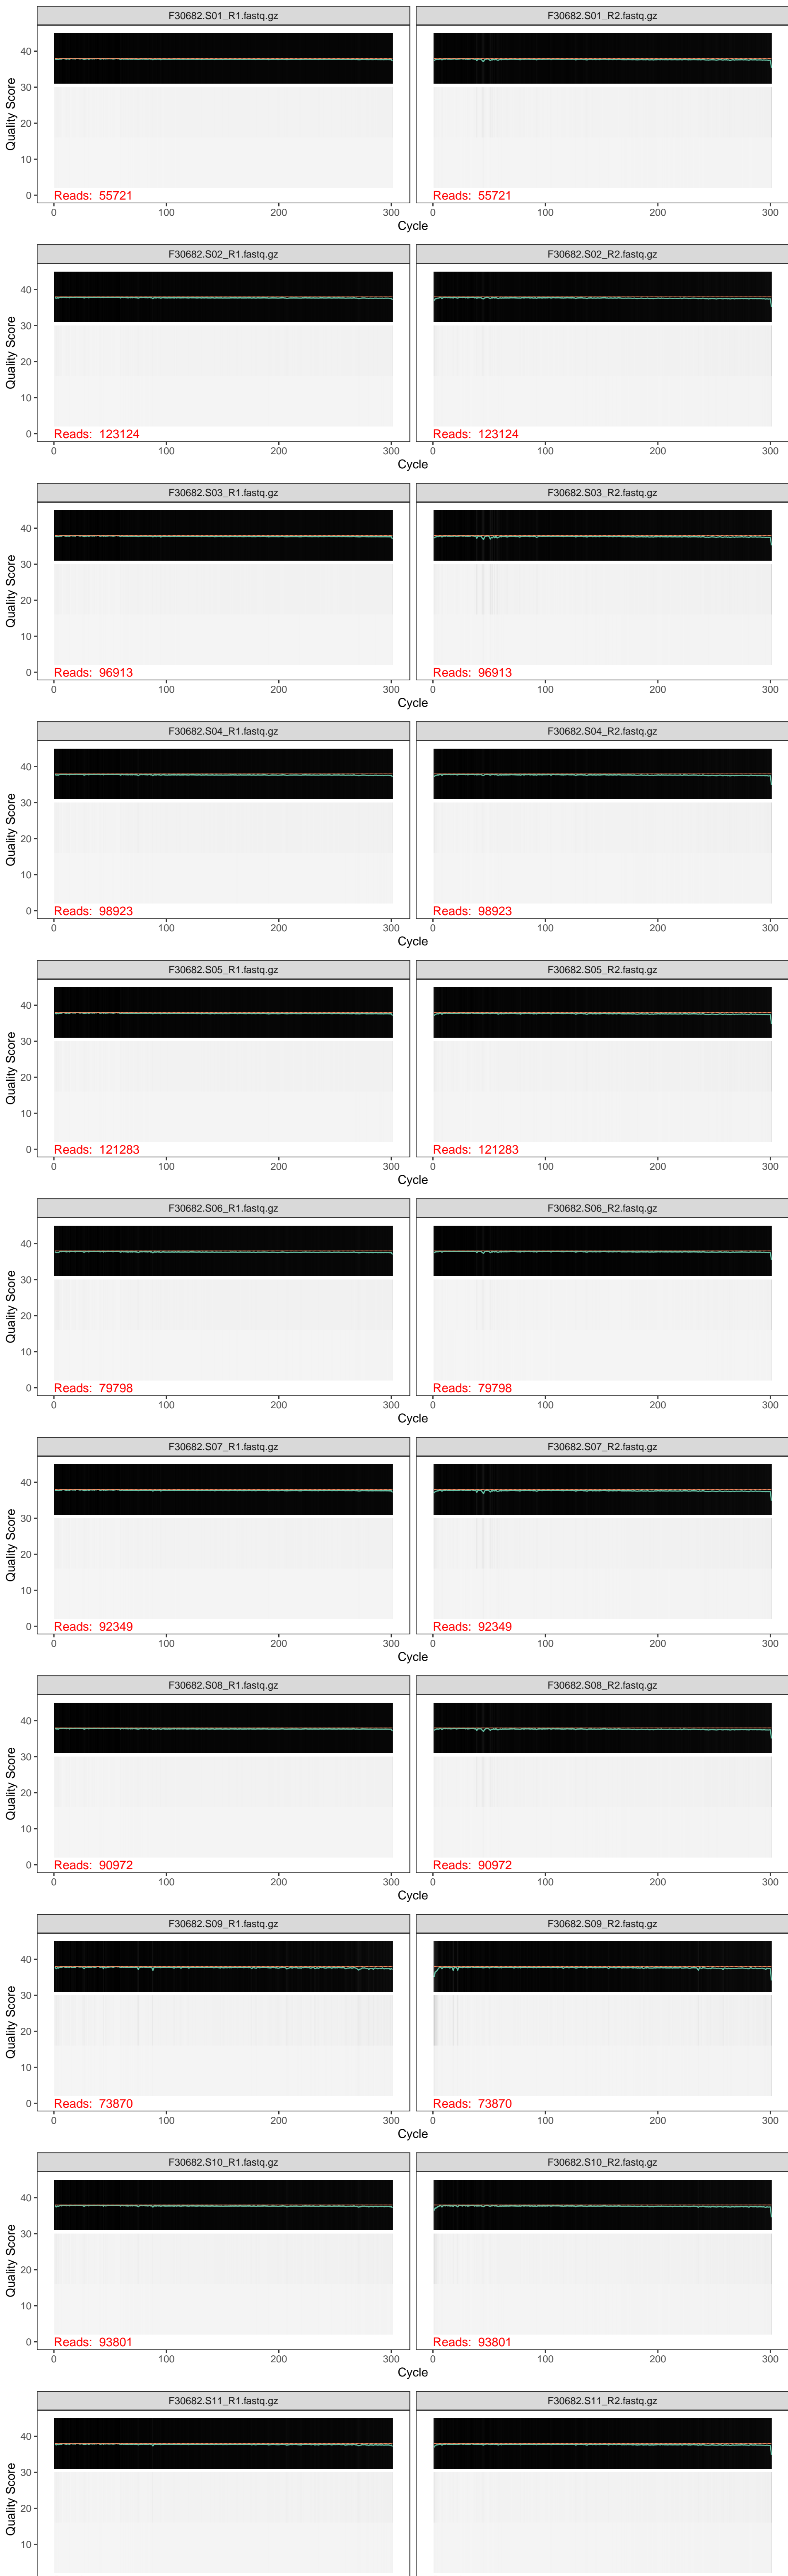 F30682.S01_R1.fastq.gz F30682.S01_R2.fastq.gz
Quality Score
40
30
20
10
0
Reads: 55721 Reads: 55721
0 100 200 300 0 100 200 300
Cycle
F30682.S02_R1.fastq.gz F30682.S02_R2.fastq.gz
Quality Score
40
30
20
10
0
Reads: 123124 Reads: 123124
0 100 200 300 0 100 200 300
Cycle
F30682.S03_R1.fastq.gz F30682.S03_R2.fastq.gz
Quality Score
40
30
20
10
0
Reads: 96913 Reads: 96913
0 100 200 300 0 100 200 300
Cycle
F30682.S04_R1.fastq.gz F30682.S04_R2.fastq.gz
Quality Score
40
30
20
10
0
Reads: 98923 Reads: 98923
0 100 200 300 0 100 200 300
Cycle
F30682.S05_R1.fastq.gz F30682.S05_R2.fastq.gz
Quality Score
40
30
20
10
0
Reads: 121283 Reads: 121283
0 100 200 300 0 100 200 300
Cycle
F30682.S06_R1.fastq.gz F30682.S06_R2.fastq.gz
Quality Score
40
30
20
10
0
Reads: 79798 Reads: 79798
0 100 200 300 0 100 200 300
Cycle
F30682.S07_R1.fastq.gz F30682.S07_R2.fastq.gz
Quality Score
40
30
20
10
0
Reads: 92349 Reads: 92349
0 100 200 300 0 100 200 300
Cycle
F30682.S08_R1.fastq.gz F30682.S08_R2.fastq.gz
Quality Score
40
30
20
10
0
Reads: 90972 Reads: 90972
0 100 200 300 0 100 200 300
Cycle
F30682.S09_R1.fastq.gz F30682.S09_R2.fastq.gz
Quality Score
40
30
20
10
0
Reads: 73870 Reads: 73870
0 100 200 300 0 100 200 300
Cycle
F30682.S10_R1.fastq.gz F30682.S10_R2.fastq.gz
Quality Score
40
30
20
10
0
Reads: 93801 Reads: 93801
0 100 200 300 0 100 200 300
Cycle
F30682.S11_R1.fastq.gz F30682.S11_R2.fastq.gz
Quality Score
40
30
20
10